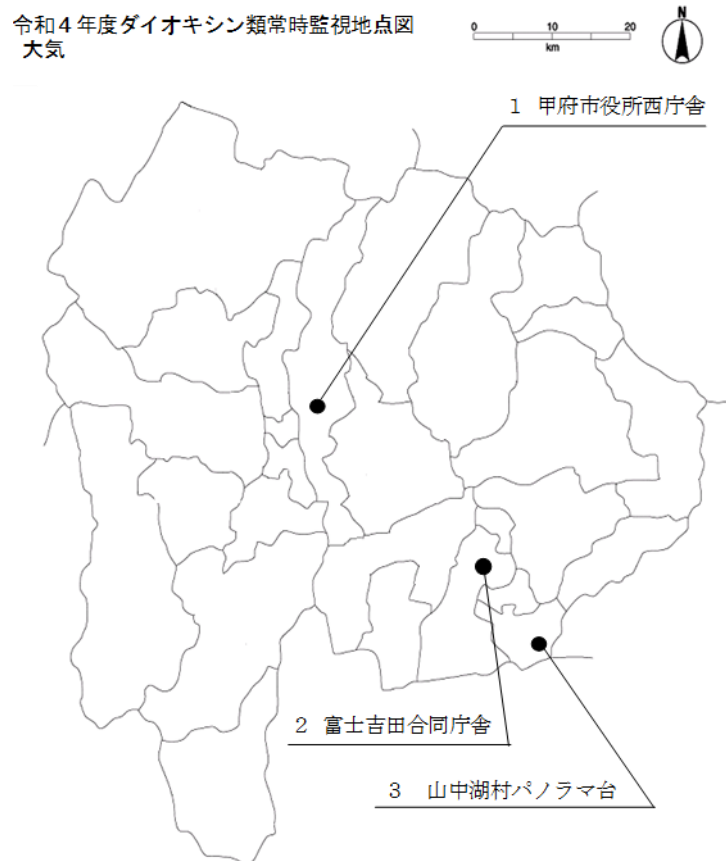 令和４年度ダイオキシン類常時監視地点図
大気
0 10 20
km
N
１ 甲府市役所西庁舎
２ 富士吉田合同庁舎
３ 山中湖村パノラマ台